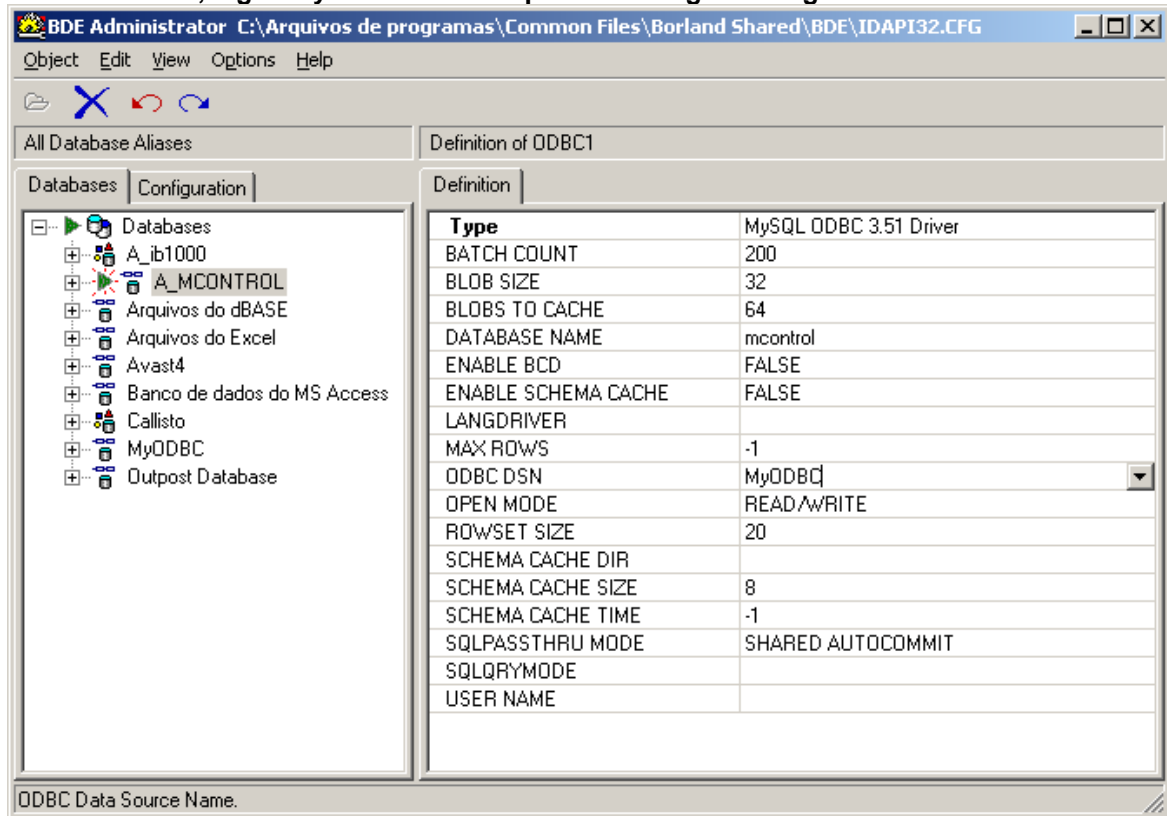 BDE Administrator C:\Arquivos de programas\Common Files\Borland Shared\BDE\IDAPI32.CFG
Object Edit View Options Help
All Database Aliases
Definition of ODBC1
Databases Configuration
Definition
Databases
A_ib1000
A_MCONTROL
Arquivos do dBASE
Arquivos do Excel
Avast4
Banco de dados do MS Access
Callisto
MyODBC
Outpost Database
Type MySQL ODBC 3.51 Driver
BATCH COUNT 200
BLOB SIZE 32
BLOBS TO CACHE 64
DATABASE NAME mcontrol
ENABLE BCD FALSE
ENABLE SCHEMA CACHE FALSE
LANGDRIVER
MAX ROWS -1
ODBC DSN MyODBC
OPEN MODE READ/WRITE
ROWSET SIZE 20
SCHEMA CACHE DIR
SCHEMA CACHE SIZE 8
SCHEMA CACHE TIME -1
SQLPASSTHRU MODE SHARED AUTOCOMMIT
SQLQRYMODE
USER NAME
ODBC Data Source Name.